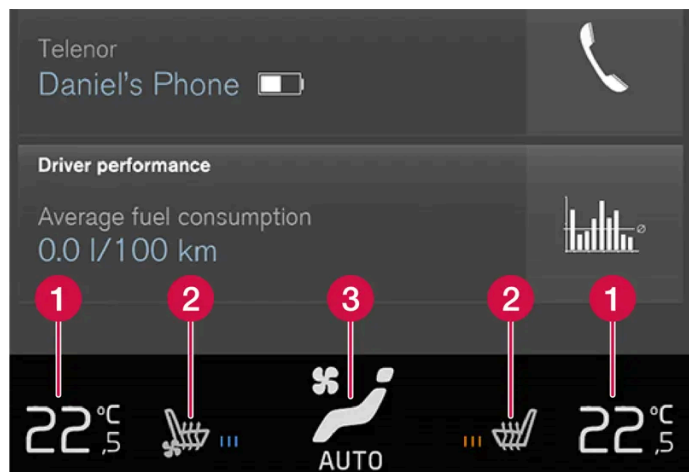 Telenor
Daniel's Phone
Driver performance
Average fuel consumption
0.0 l/100 km
1 2 3 2 1
22,5 °C
22,5 °C
AUTO